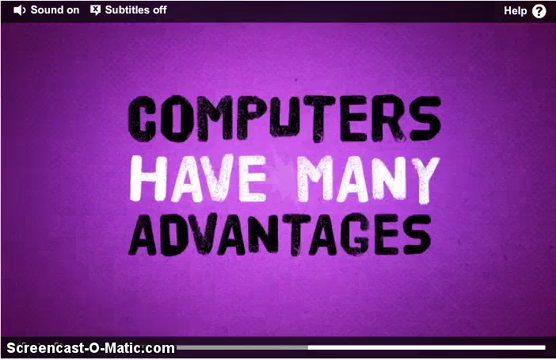 Sound on Subtitles off Help ?
COMPUTERS
HAVE MANY
ADVANTAGES
Screencast-O-Matic.com